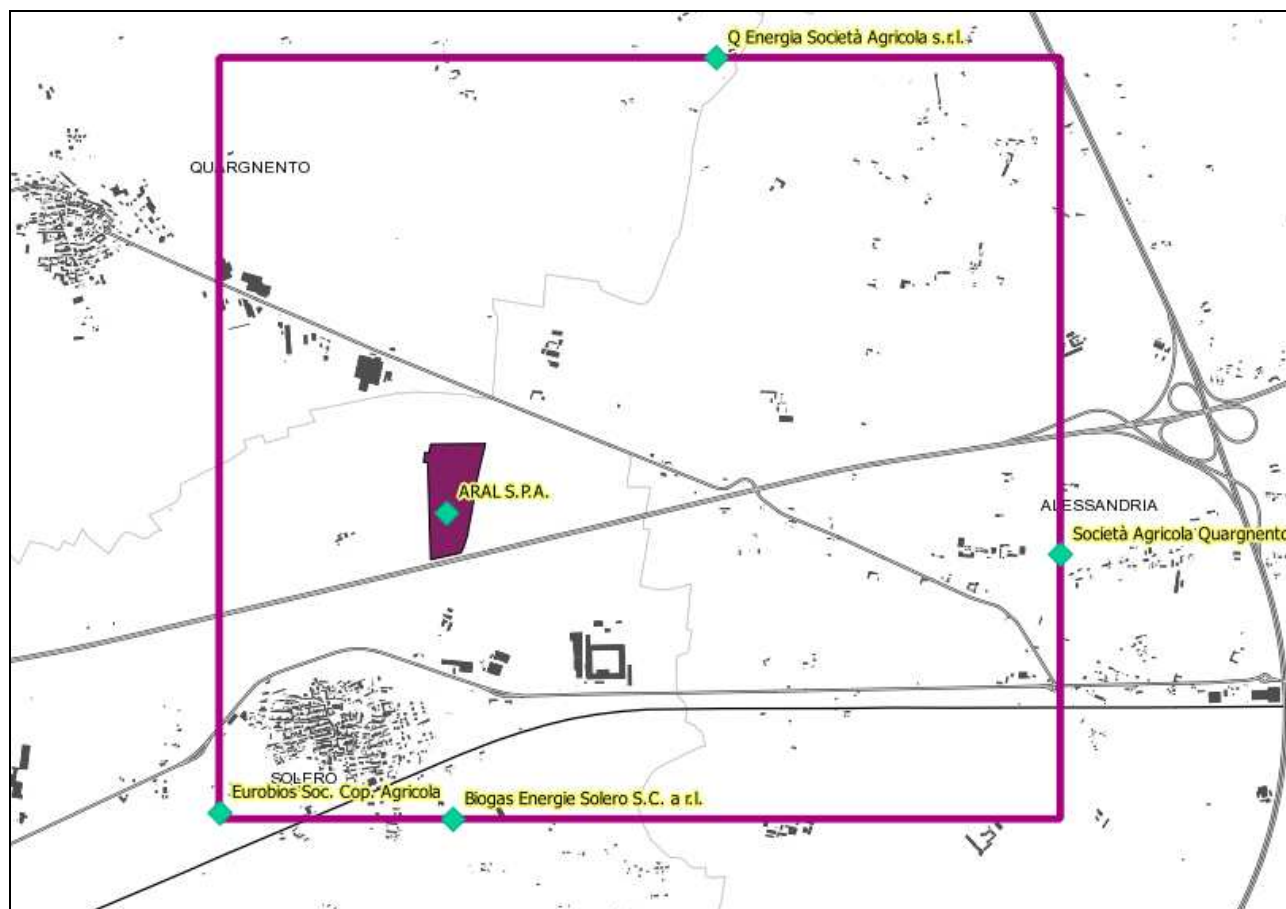 Q Energia Società Agricola s.r.l.
QUARGNENTO
ARAL S.P.A.
ALESSANDRIA
Società Agricola Quargnento
SOLERO
Eurobios Soc. Cop. Agricola
Biogas Energie Solero S.C. a r.l.